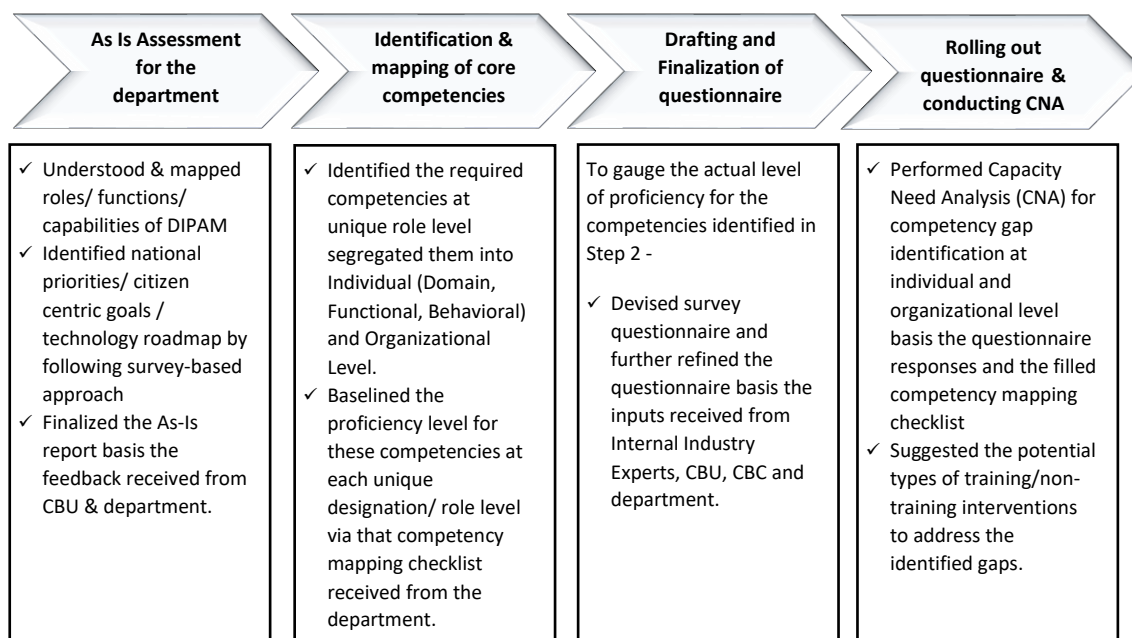 As Is Assessment
for the
department
Identification &
mapping of core
competencies
Drafting and
Finalization of
questionnaire
Rolling out
questionnaire &
conducting CNA
✓ Understood & mapped
roles/ functions/
capabilities of DIPAM
✓ Identified national
priorities/ citizen
centric goals /
technology roadmap by
following survey-based
approach
✓ Finalized the As-Is
report basis the
feedback received from
CBU & department.
✓ Identified the required
competencies at
unique role level
segregated them into
Individual (Domain,
Functional, Behavioral)
and Organizational
Level.
✓ Baselined the
proficiency level for
these competencies at
each unique
designation/ role level
via that competency
mapping checklist
received from the
department.
To gauge the actual level
of proficiency for the
competencies identified in
Step 2 -
✓ Devised survey
questionnaire and
further refined the
questionnaire basis the
inputs received from
Internal Industry
Experts, CBU, CBC and
department.
✓ Performed Capacity
Need Analysis (CNA) for
competency gap
identification at
individual and
organizational level
basis the questionnaire
responses and the filled
competency mapping
checklist
✓ Suggested the potential
types of training/non-
training interventions
to address the
identified gaps.